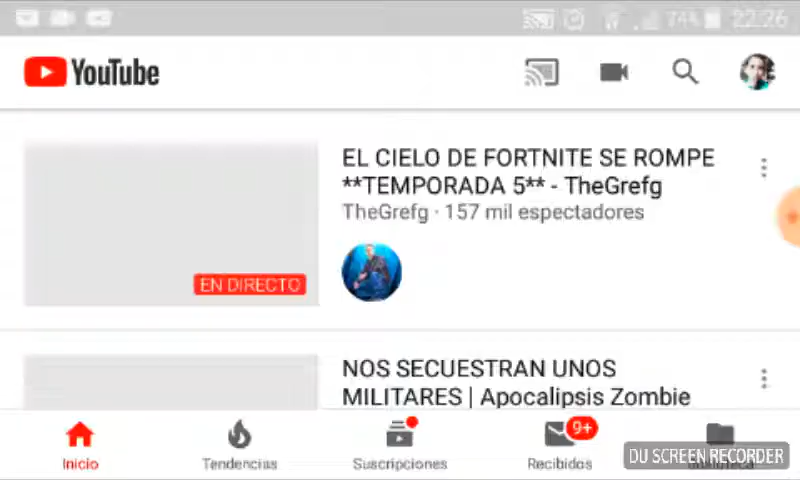 74% 22:26
YouTube
EL CIELO DE FORTNITE SE ROMPE
**TEMPORADA 5** - TheGrefg
TheGrefg · 157 mil espectadores
EN DIRECTO
NOS SECUESTRAN UNOS
MILITARES | Apocalipsis Zombie
9+
Inicio
Tendencias
Suscripciones
Recibidos
DU SCREEN RECORDER